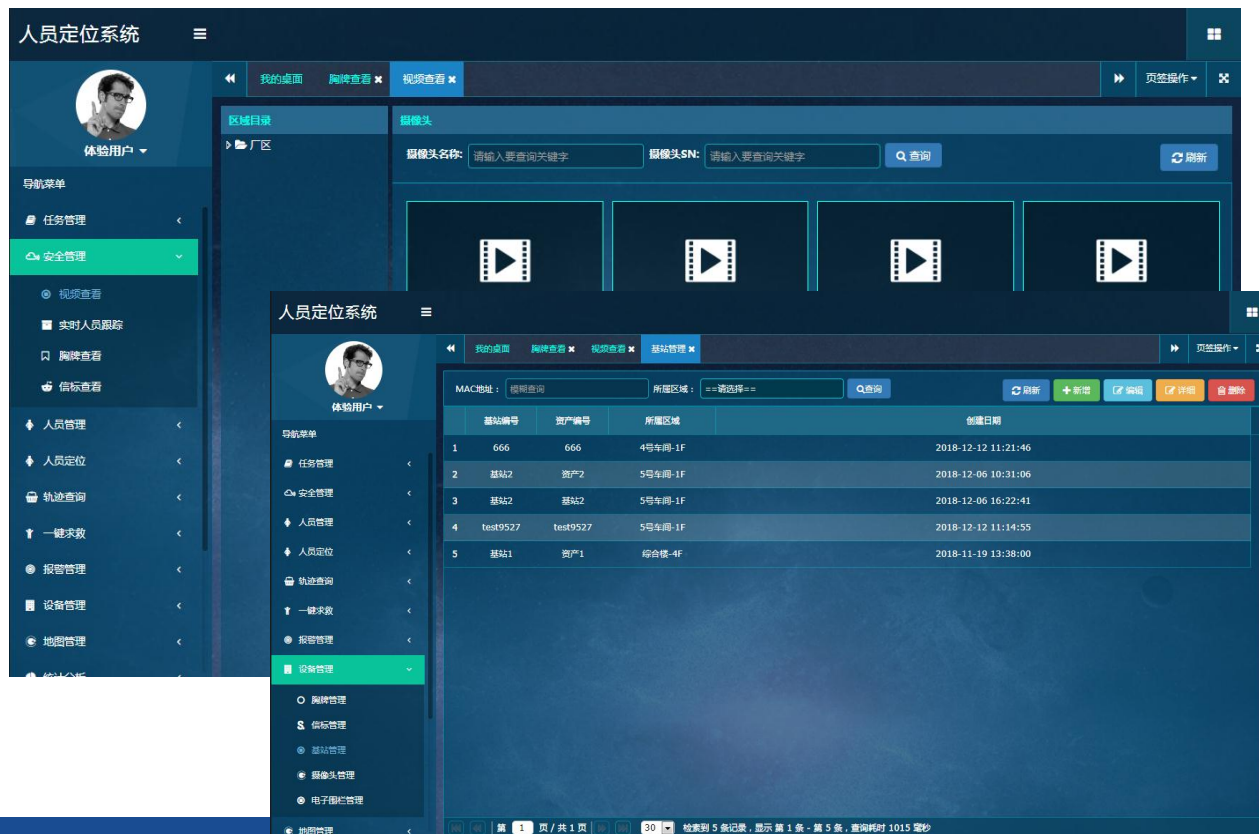 人员定位系统
我的桌面 胸牌查看 视频查看 页签操作
体验用户
导航菜单
任务管理
安全管理
视频查看
实时人员跟踪
胸牌查看
信标查看
人员管理
人员定位
轨迹查询
一键求救
报警管理
设备管理
地图管理
统计分析
区域目录
厂区
摄像头
摄像头名称: 请输入要查询关键字 摄像头SN: 请输入要查询关键字 查询 刷新
人员定位系统
我的桌面 胸牌查看 视频查看 基站管理 页签操作
体验用户
导航菜单
任务管理
安全管理
人员管理
人员定位
轨迹查询
一键求救
报警管理
设备管理
胸牌管理
信标管理
基站管理
摄像头管理
电子围栏管理
地图管理
MAC地址： 模糊查询 所属区域： ==请选择== 查询 刷新 新增 编辑 详细 删除
基站编号 资产编号 所属区域 创建日期
1 666 666 4号车间-1F 2018-12-12 11:21:46
2 基站2 资产2 5号车间-1F 2018-12-06 10:31:06
3 基站2 基站2 5号车间-1F 2018-12-06 16:22:41
4 test9527 test9527 5号车间-1F 2018-12-12 11:14:55
5 基站1 资产1 综合楼-4F 2018-11-19 13:38:00
第 1 页 / 共 1 页 30 检索到 5 条记录，显示 第 1 条 - 第 5 条，查询耗时 1015 毫秒